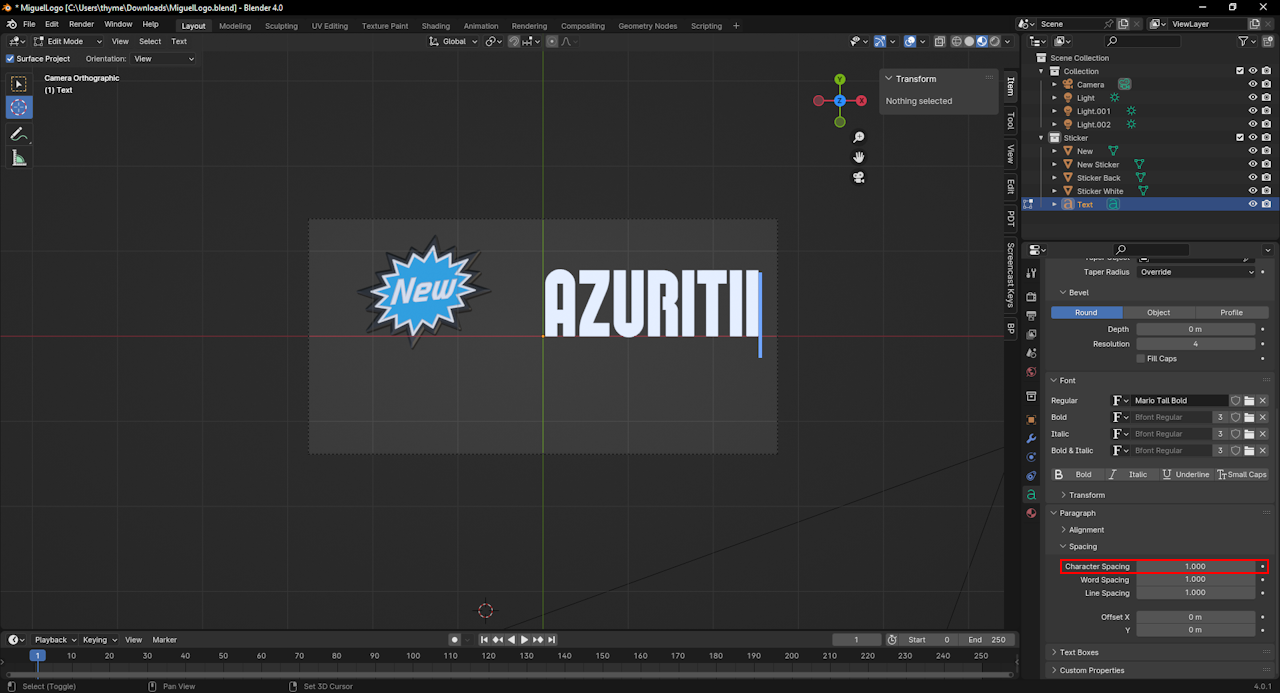 * MiguelLogo [C:\Users\thyme\Downloads\MiguelLogo.blend] - Blender 4.0
File Edit Render Window Help Layout Modeling Sculpting UV Editing Texture Paint Shading Animation Rendering Compositing Geometry Nodes Scripting + Scene ViewLayer
Edit Mode View Select Text Global
Surface Project Orientation: View
Camera Orthographic
(1) Text
Transform
Nothing selected
Y
Z
X
Item
Tool
View
Edit
PDT
Screencast Keys
BP
New
AZURITII
Scene Collection
Collection
Camera
Light
Light.001
Light.002
Sticker
New
New Sticker
Sticker Back
Sticker White
Text
Taper Object
Taper Radius Override
Bevel
Round Object Profile
Depth 0 m
Resolution 4
Fill Caps
Font
Regular F Mario Tall Bold
Bold F Bfont Regular 3
Italic F Bfont Regular 3
Bold & Italic F Bfont Regular 3
B Bold I Italic U Underline Tt Small Caps
Transform
Paragraph
Alignment
Spacing
Character Spacing 1.000
Word Spacing 1.000
Line Spacing 1.000
Offset X 0 m
Y 0 m
Text Boxes
Custom Properties
Playback Keying View Marker 1 Start 0 End 250
1 10 20 30 40 50 60 70 80 90 100 110 120 130 140 150 160 170 180 190 200 210 220 230 240 250
Select (Toggle) Pan View Set 3D Cursor 4.0.1